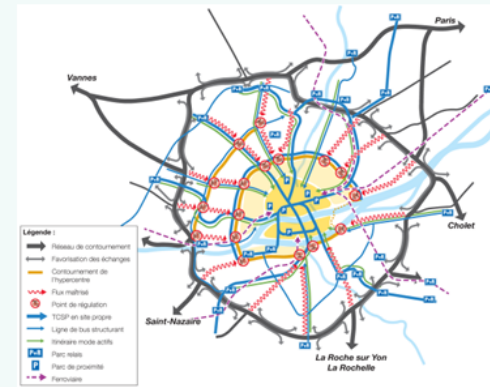 Paris
P+R
P+R
Vannes
P+R
P+R
P+R
P+R
P+R
P+R
P
P
P
P
P+R
P+R
P+R
Cholet
P+R
P+R
P+R
Saint-Nazaire
P+R
P+R
La Roche sur Yon
La Rochelle
Légende :
Réseau de contournement
Favorisation des échanges
Contournement de
l'hypercentre
Flux maîtrisé
Point de régulation
TCSP en site propre
Ligne de bus structurant
Itinéraire mode actifs
P+R Parc relais
P Parc de proximité
Ferroviaire